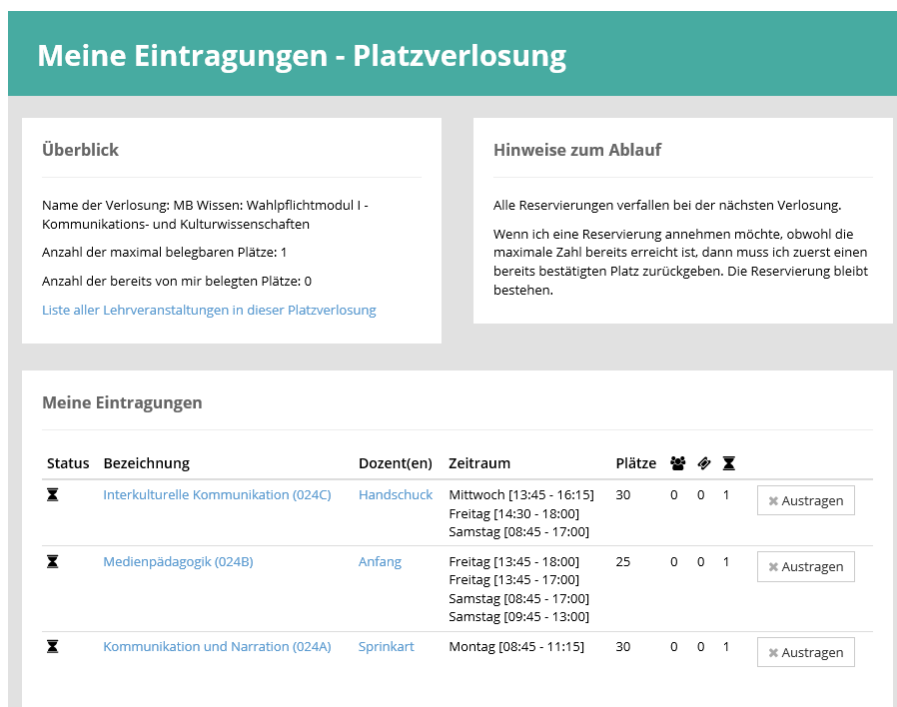 Meine Eintragungen - Platzverlosung
Überblick
Name der Verlosung: MB Wissen: Wahlpflichtmodul I -
Kommunikations- und Kulturwissenschaften
Anzahl der maximal belegbaren Plätze: 1
Anzahl der bereits von mir belegten Plätze: 0
Liste aller Lehrveranstaltungen in dieser Platzverlosung
Hinweise zum Ablauf
Alle Reservierungen verfallen bei der nächsten Verlosung.
Wenn ich eine Reservierung annehmen möchte, obwohl die
maximale Zahl bereits erreicht ist, dann muss ich zuerst einen
bereits bestätigten Platz zurückgeben. Die Reservierung bleibt
bestehen.
Meine Eintragungen
Status Bezeichnung Dozent(en) Zeitraum Plätze
Interkulturelle Kommunikation (024C) Handschuck Mittwoch [13:45 - 16:15] 30 0 0 1 Austragen
Freitag [14:30 - 18:00]
Samstag [08:45 - 17:00]
Medienpädagogik (024B) Anfang Freitag [13:45 - 18:00] 25 0 0 1 Austragen
Freitag [13:45 - 17:00]
Samstag [08:45 - 17:00]
Samstag [09:45 - 13:00]
Kommunikation und Narration (024A) Sprinkart Montag [08:45 - 11:15] 30 0 0 1 Austragen